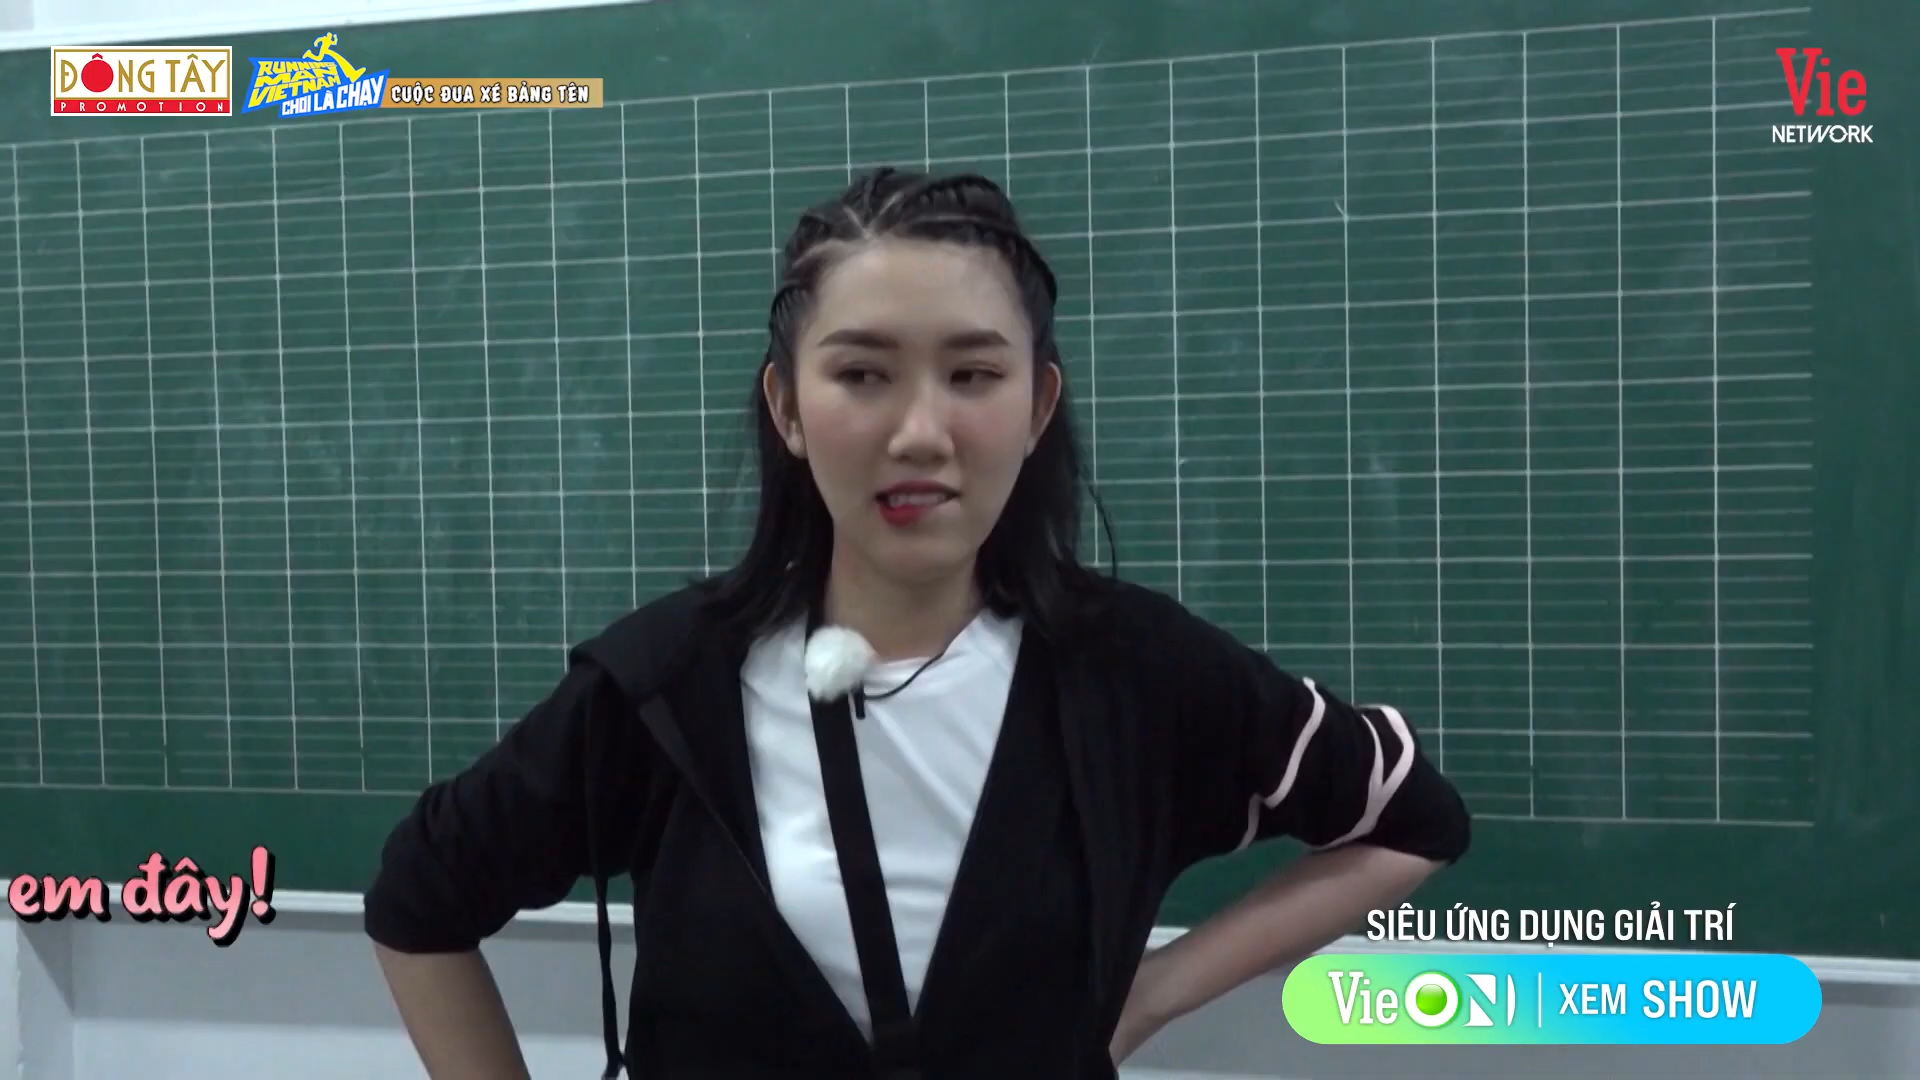 ĐÔNG TÂY
PROMOTION
RUNNING
MAN
VIETNAM
CHƠI LÀ CHẠY
CUỘC ĐUA XÉ BẢNG TÊN
Vie
NETWORK
em đây!
SIÊU ỨNG DỤNG GIẢI TRÍ
VieON XEM SHOW